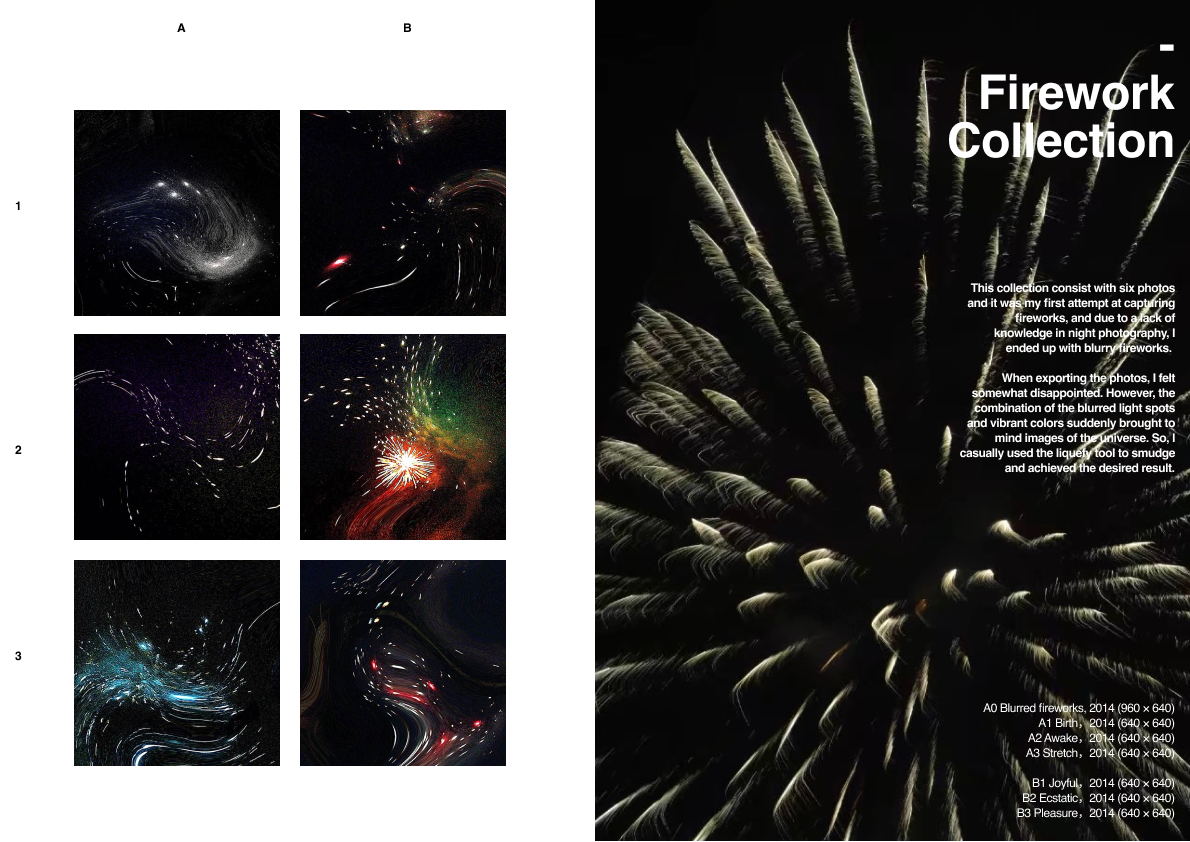 A
B
1
2
3
-
Firework
Collection
This collection consist with six photos
and it was my first attempt at capturing
fireworks, and due to a lack of
knowledge in night photography, I
ended up with blurry fireworks.
When exporting the photos, I felt
somewhat disappointed. However, the
combination of the blurred light spots
and vibrant colors suddenly brought to
mind images of the universe. So, I
casually used the liquefy tool to smudge
and achieved the desired result.
A0 Blurred fireworks, 2014 (960 × 640)
A1 Birth，2014 (640 × 640)
A2 Awake，2014 (640 × 640)
A3 Stretch，2014 (640 × 640)
B1 Joyful，2014 (640 × 640)
B2 Ecstatic，2014 (640 × 640)
B3 Pleasure，2014 (640 × 640)